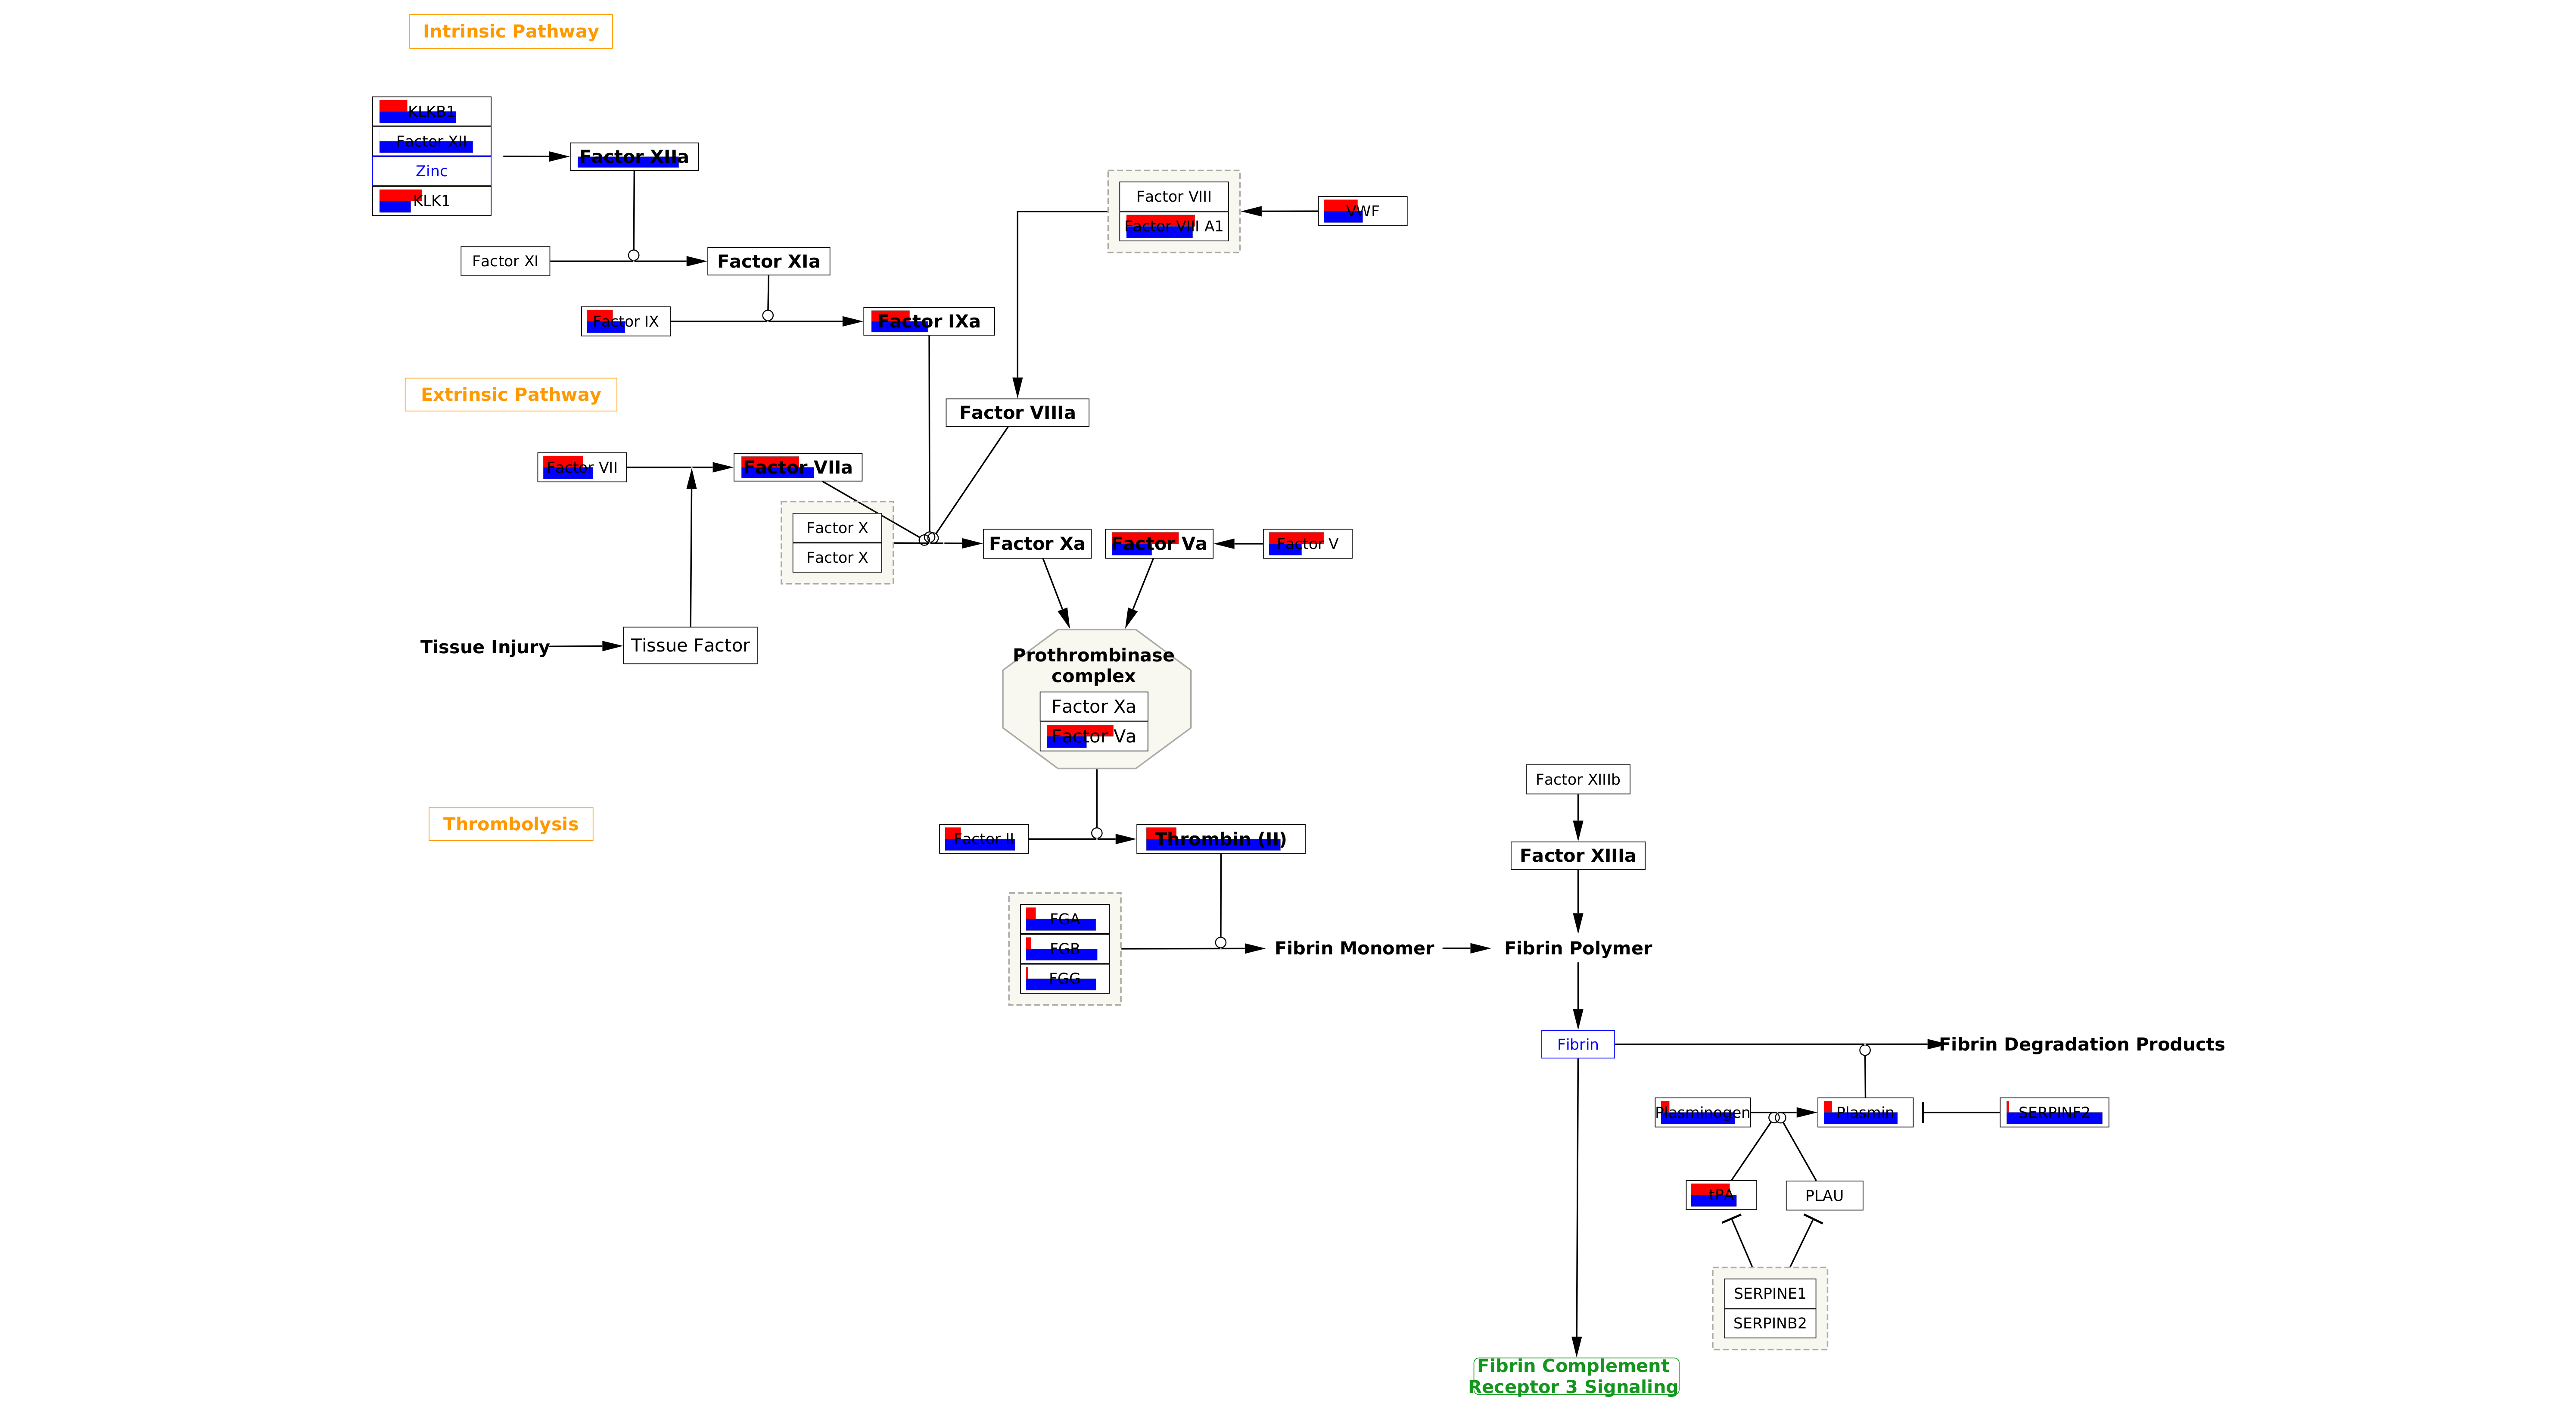 Intrinsic Pathway
KLKB1
Factor XII
Zinc
KLK1
Factor XIIa
Factor VIII
Factor VIII A1
VWF
Factor XI
Factor XIa
Factor IX
Factor IXa
Extrinsic Pathway
Factor VIIIa
Factor VII
Factor VIIa
Factor X
Factor X
Factor Xa
Factor Va
Factor V
Tissue Injury
Tissue Factor
Prothrombinase
complex
Factor Xa
Factor Va
Thrombolysis
Factor II
Thrombin (II)
Factor XIIIb
Factor XIIIa
FGA
FGB
FGG
Fibrin Monomer
Fibrin Polymer
Fibrin
Fibrin Degradation Products
Plasminogen
Plasmin
SERPINF2
tPA
PLAU
SERPINE1
SERPINB2
Fibrin Complement
Receptor 3 Signaling